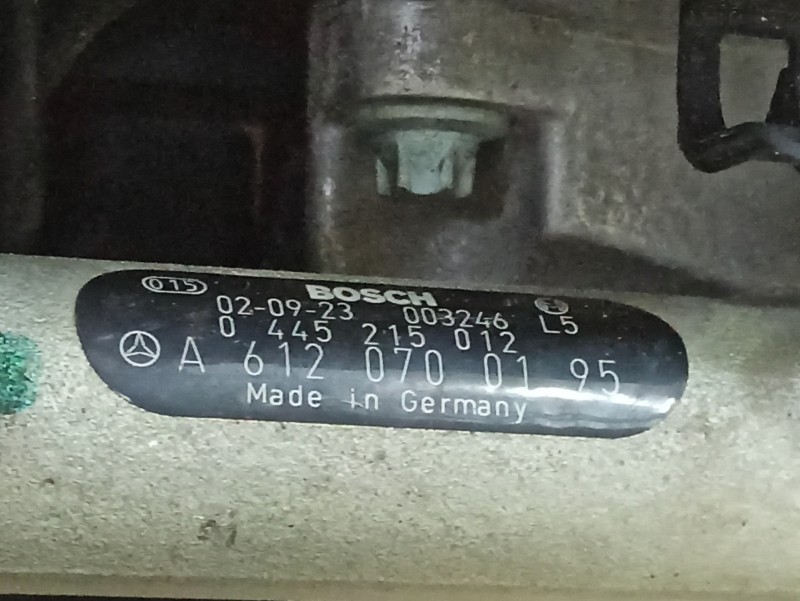 015 BOSCH
02-09-23 003246 L5
0 445 215 012
A 612 070 01 95
Made in Germany